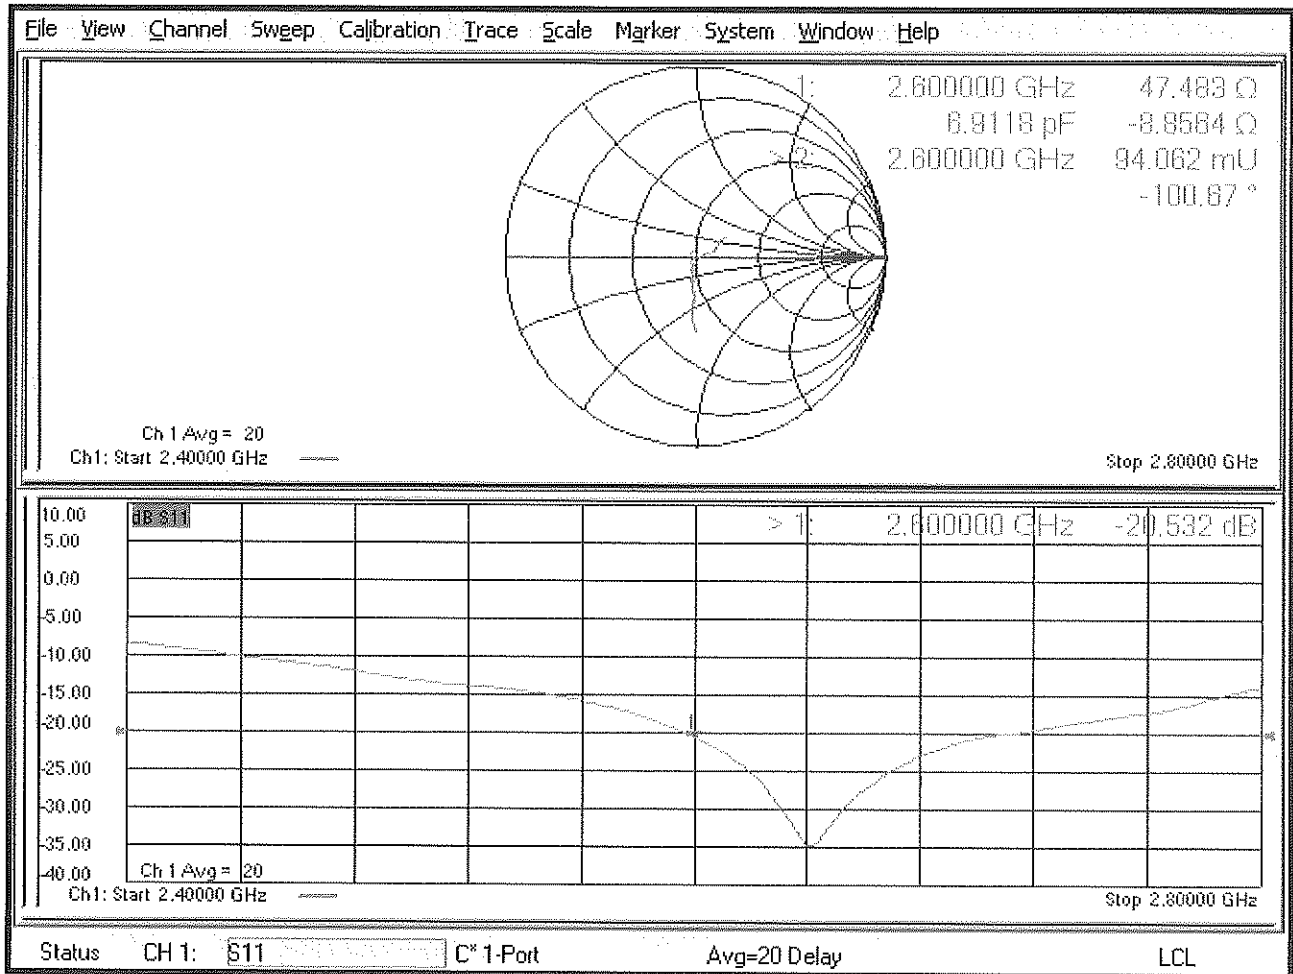 File View Channel Sweep Calibration Trace Scale Marker System Window Help
1: 2.600000 GHz 47.483 Ω
6.9118 pF -8.8584 Ω
> 2: 2.600000 GHz 94.062 mU
-100.67 °
Ch 1 Avg = 20
Ch1: Start 2.40000 GHz Stop 2.80000 GHz
10.00 dB S11 > 1: 2.600000 GHz -20.532 dB
5.00
0.00
-5.00
-10.00
-15.00
-20.00
1
-25.00
-30.00
-35.00
-40.00 Ch 1 Avg = 20
Ch1: Start 2.40000 GHz Stop 2.80000 GHz
Status CH 1: S11 C* 1-Port Avg=20 Delay LCL